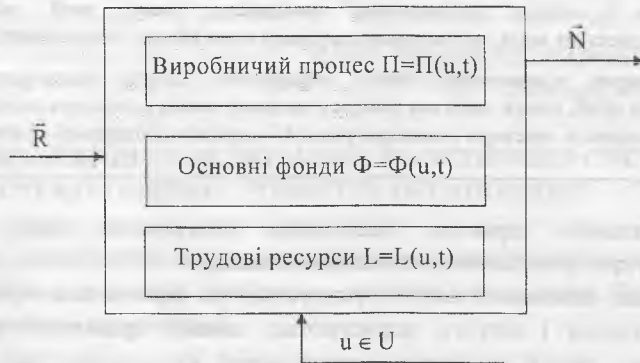 N⃗
Виробничий процес П=П(u,t)
R⃗
Основні фонди Ф=Ф(u,t)
Трудові ресурси L=L(u,t)
u ∈ U